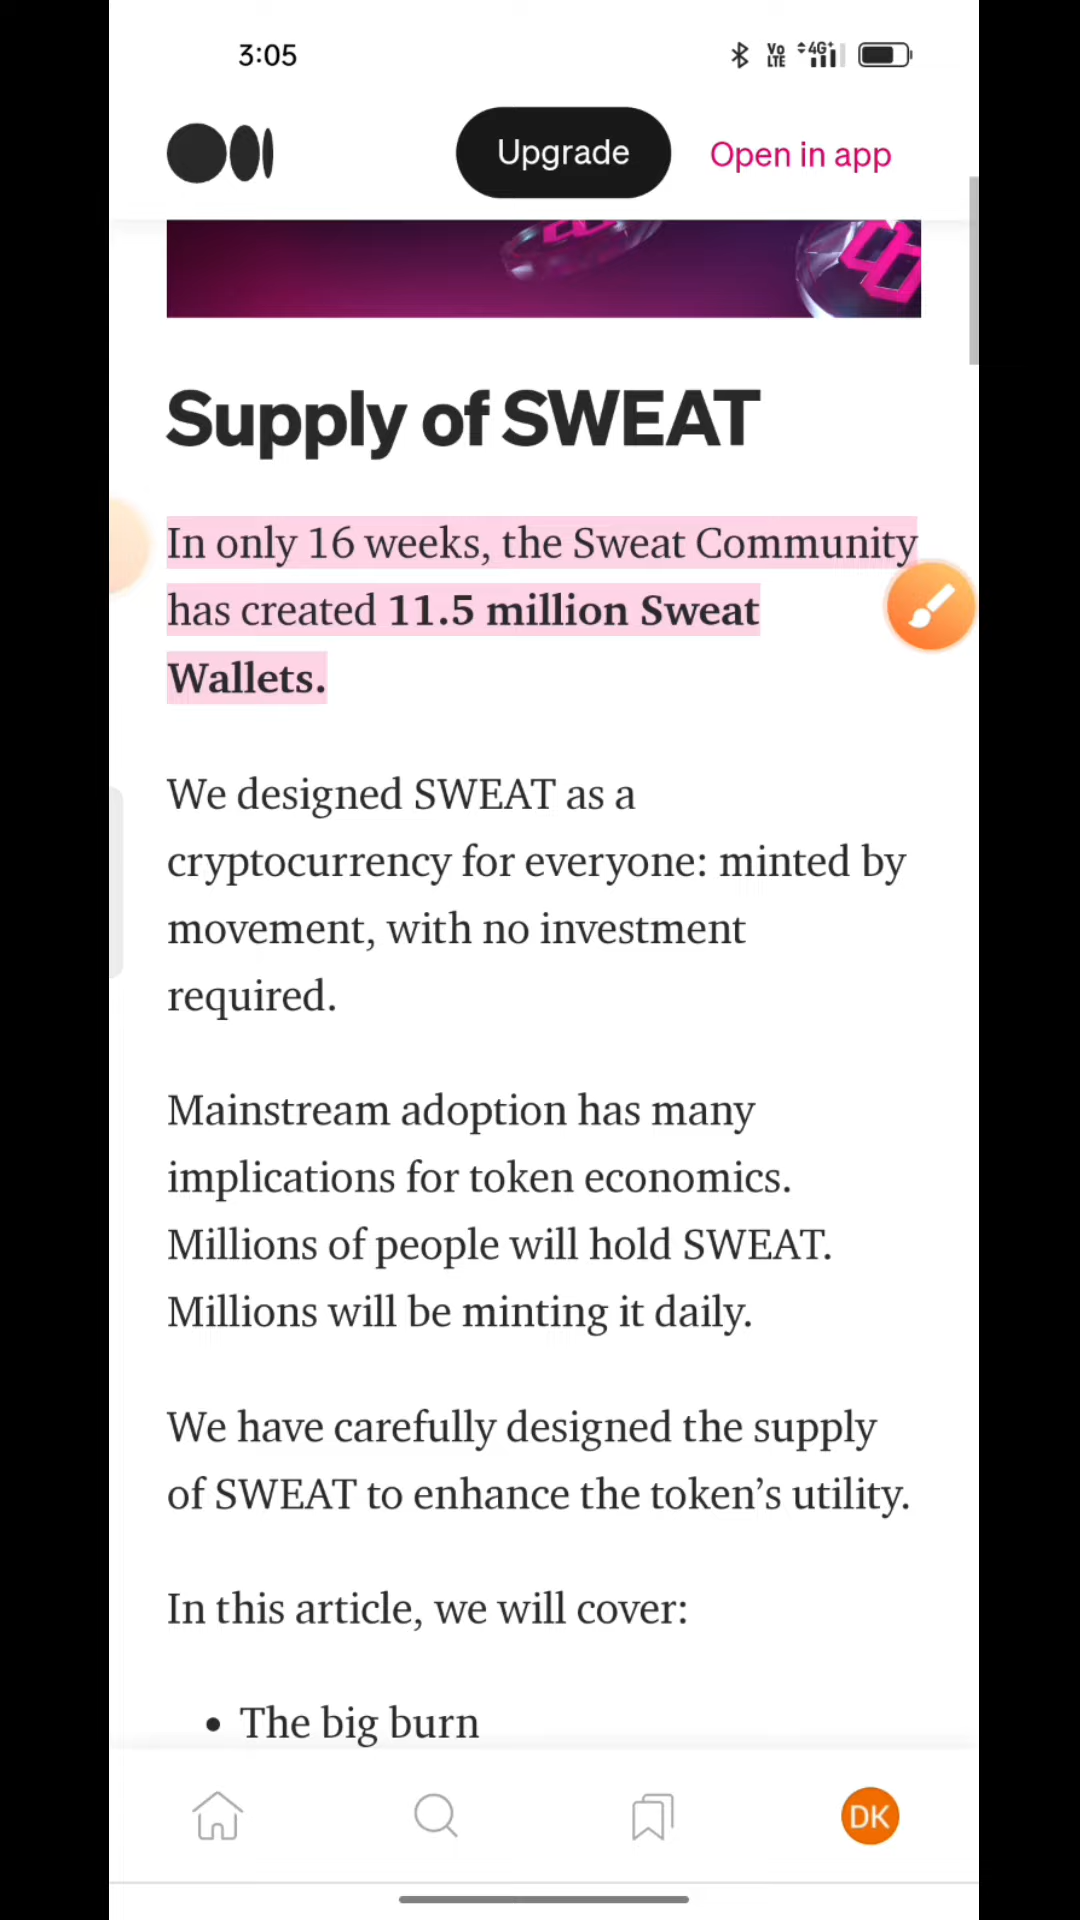 3:05
Vo LTE 4G+
Upgrade
Open in app
Supply of SWEAT
In only 16 weeks, the Sweat Community
has created 11.5 million Sweat
Wallets.
We designed SWEAT as a
cryptocurrency for everyone: minted by
movement, with no investment
required.
Mainstream adoption has many
implications for token economics.
Millions of people will hold SWEAT.
Millions will be minting it daily.
We have carefully designed the supply
of SWEAT to enhance the token’s utility.
In this article, we will cover:
• The big burn
DK